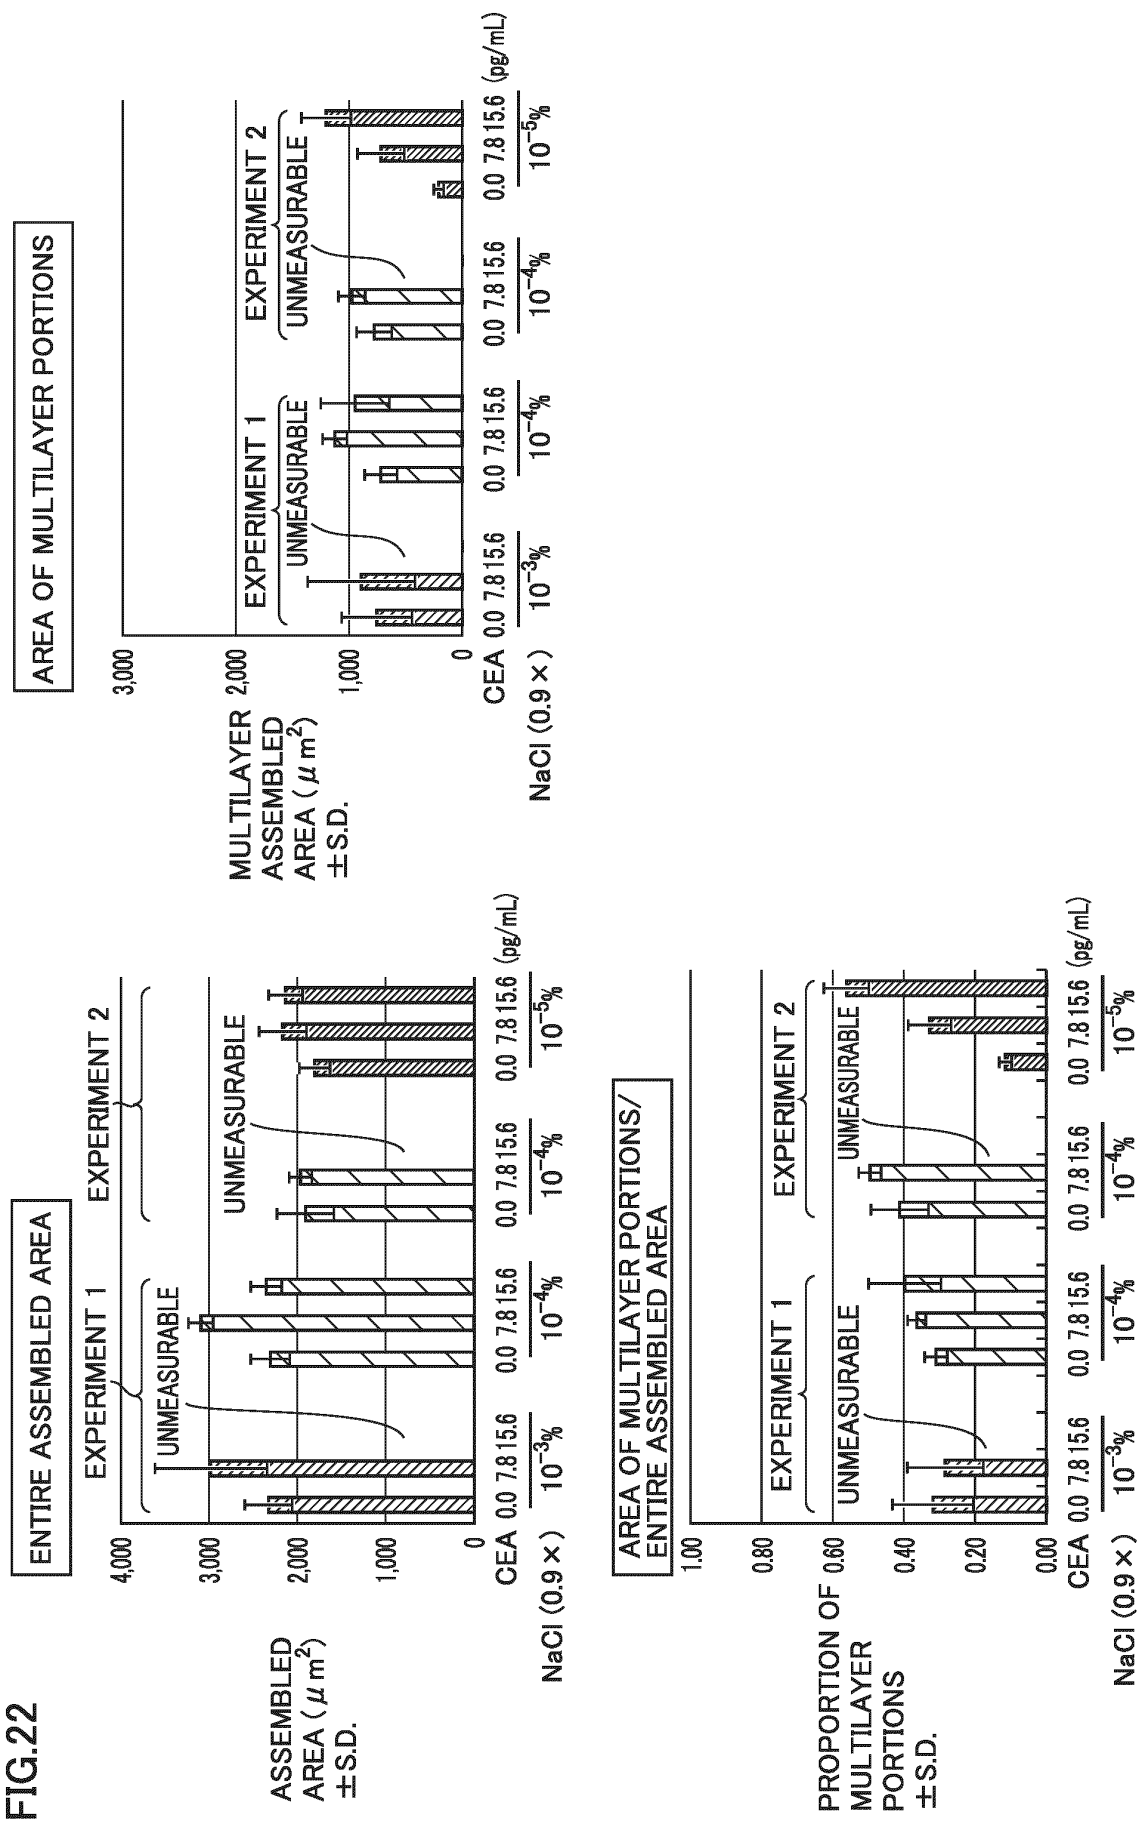 FIG.22
ENTIRE ASSEMBLED AREA
EXPERIMENT 1
EXPERIMENT 2
UNMEASURABLE
UNMEASURABLE
ASSEMBLED
AREA (μm²)
±S.D.
4,000
3,000
2,000
1,000
0
CEA 0.0 7.8 15.6 0.0 7.8 15.6 0.0 7.8 15.6 0.0 7.8 15.6 (pg/mL)
NaCl (0.9×) 10⁻³% 10⁻⁴% 10⁻⁴% 10⁻⁵%
AREA OF MULTILAYER PORTIONS
EXPERIMENT 1
EXPERIMENT 2
UNMEASURABLE
UNMEASURABLE
MULTILAYER
ASSEMBLED
AREA (μm²)
±S.D.
3,000
2,000
1,000
0
CEA 0.0 7.8 15.6 0.0 7.8 15.6 0.0 7.8 15.6 0.0 7.8 15.6 (pg/mL)
NaCl (0.9×) 10⁻³% 10⁻⁴% 10⁻⁴% 10⁻⁵%
AREA OF MULTILAYER PORTIONS/
ENTIRE ASSEMBLED AREA
EXPERIMENT 1
EXPERIMENT 2
UNMEASURABLE
UNMEASURABLE
PROPORTION OF
MULTILAYER
PORTIONS
±S.D.
1.00
0.80
0.60
0.40
0.20
0.00
CEA 0.0 7.8 15.6 0.0 7.8 15.6 0.0 7.8 15.6 0.0 7.8 15.6 (pg/mL)
NaCl (0.9×) 10⁻³% 10⁻⁴% 10⁻⁴% 10⁻⁵%